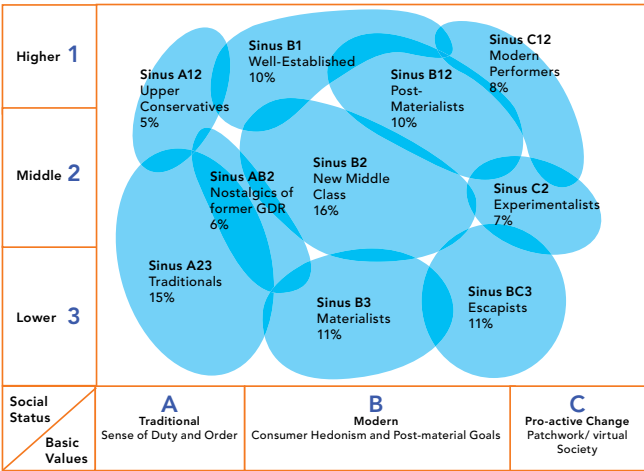 Higher 1
Middle 2
Lower 3
Sinus A12
Upper
Conservatives
5%
Sinus B1
Well-Established
10%
Sinus B12
Post-
Materialists
10%
Sinus C12
Modern
Performers
8%
Sinus AB2
Nostalgics of
former GDR
6%
Sinus B2
New Middle
Class
16%
Sinus C2
Experimentalists
7%
Sinus A23
Traditionals
15%
Sinus B3
Materialists
11%
Sinus BC3
Escapists
11%
Social
Status
Basic
Values
A
Traditional
Sense of Duty and Order
B
Modern
Consumer Hedonism and Post-material Goals
C
Pro-active Change
Patchwork/ virtual
Society